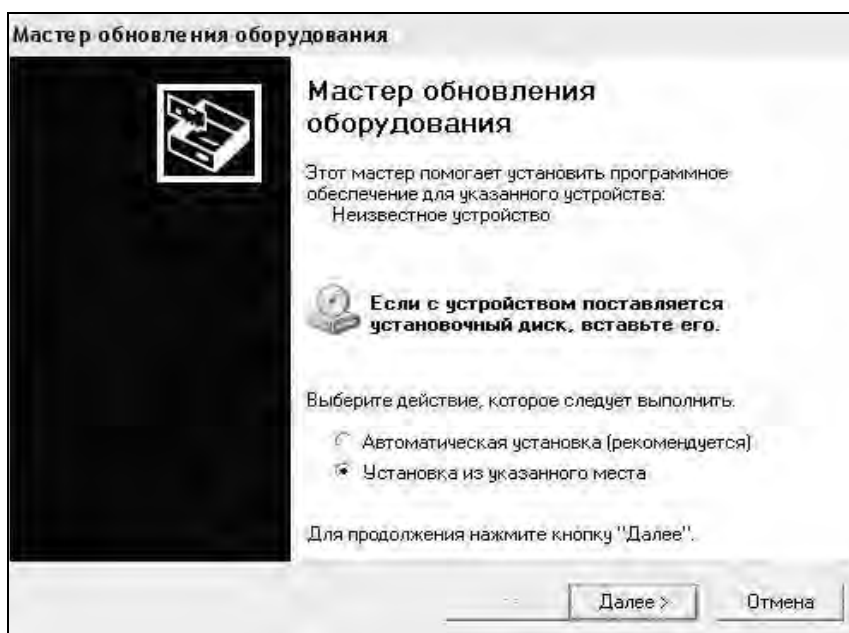 Мастер обновления оборудования
Мастер обновления
оборудования
Этот мастер помогает установить программное
обеспечение для указанного устройства:
Неизвестное устройство
Если с устройством поставляется
установочный диск, вставьте его.
Выберите действие, которое следует выполнить.
Автоматическая установка (рекомендуется)
Установка из указанного места
Для продолжения нажмите кнопку "Далее".
Далее > Отмена